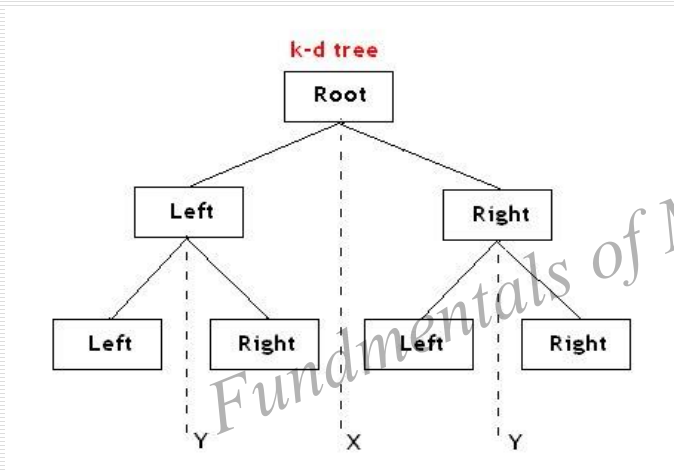 k-d tree
Root
Left Right
Left Right Left Right
Y X Y
Fundmentals of